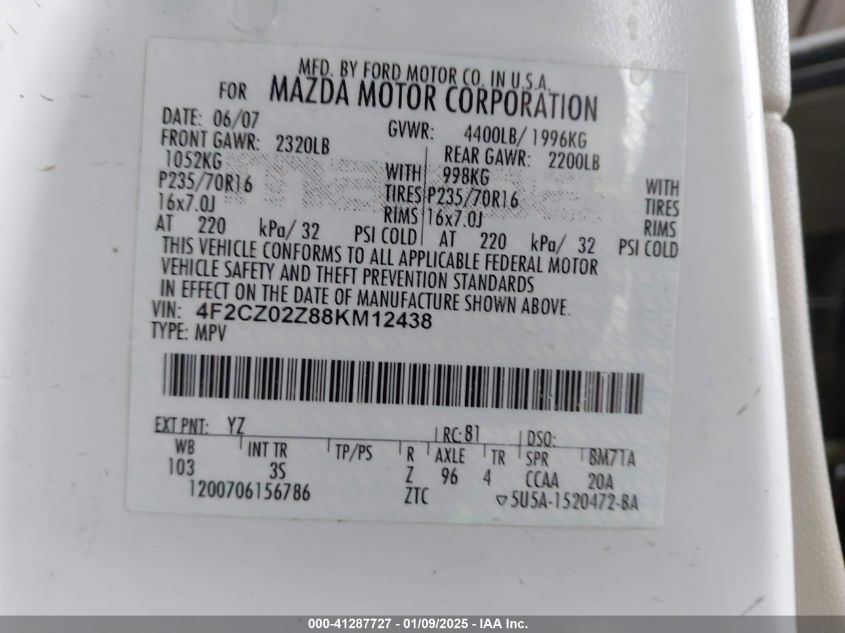 MFD. BY FORD MOTOR CO. IN U.S.A.
FOR MAZDA MOTOR CORPORATION
DATE: 06/07 GVWR: 4400LB/ 1996KG
FRONT GAWR: 2320LB REAR GAWR: 2200LB
1052KG WITH 998KG WITH
P235/70R16 TIRES P235/70R16 TIRES
16x7.0J RIMS 16x7.0J RIMS
AT 220 kPa/ 32 PSI COLD AT 220 kPa/ 32 PSI COLD
THIS VEHICLE CONFORMS TO ALL APPLICABLE FEDERAL MOTOR
VEHICLE SAFETY AND THEFT PREVENTION STANDARDS
IN EFFECT ON THE DATE OF MANUFACTURE SHOWN ABOVE.
VIN: 4F2CZ02Z88KM12438
TYPE: MPV
EXT PNT: YZ RC: 81 DSO:
WB INT TR TP/PS R AXLE TR SPR BM71A
103 3S Z 96 4 CCAA 20A
1200706156786 ZTC 5U5A-1520472-BA
000-41287727 - 01/09/2025 - IAA Inc.